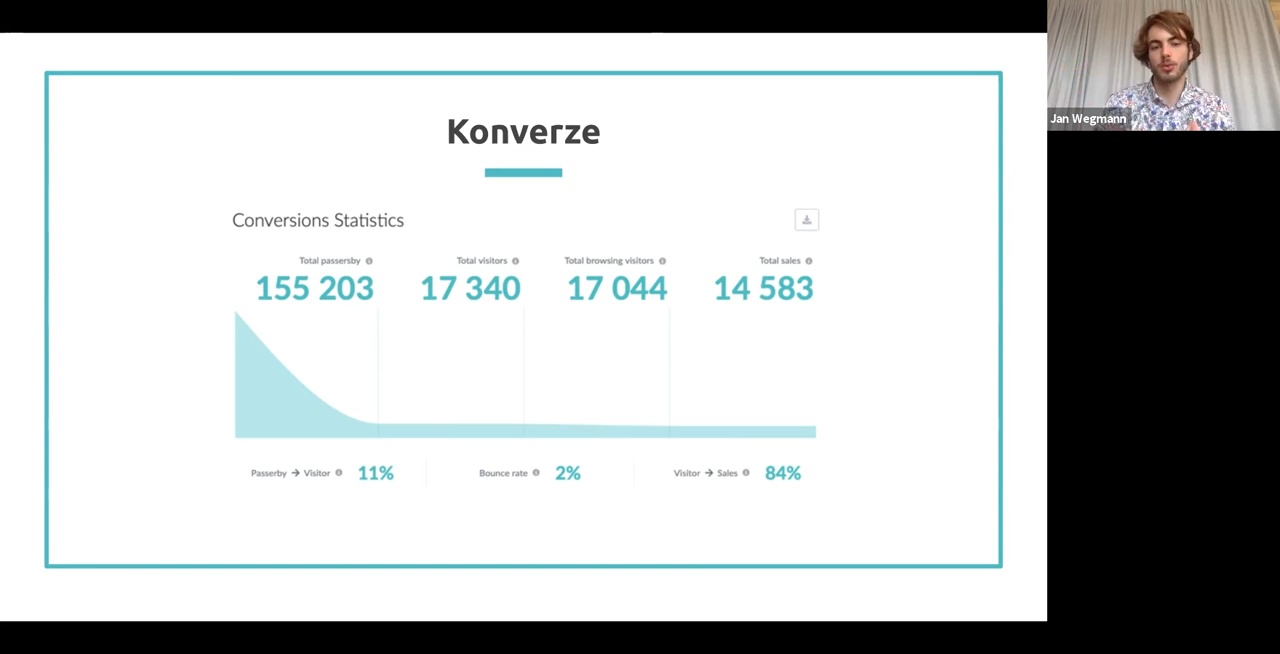 Konverze
Conversions Statistics
Total passersby
Total visitors
Total browsing visitors
Total sales
155 203
17 340
17 044
14 583
Passerby → Visitor 11%
Bounce rate 2%
Visitor → Sales 84%
Jan Wegmann